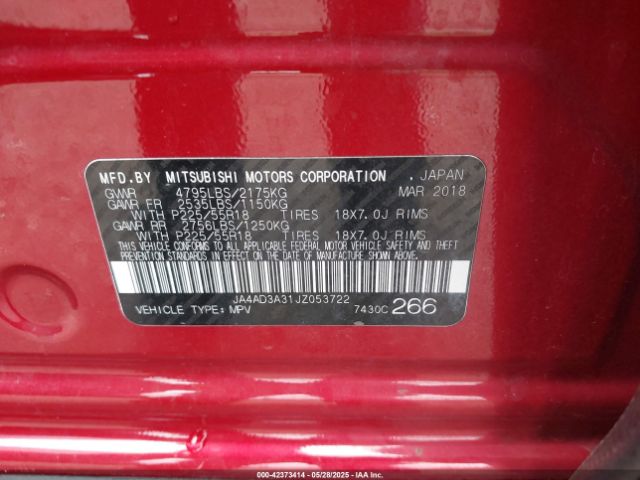 MFD.BY MITSUBISHI MOTORS CORPORATION . JAPAN
GVWR 4795LBS/2175KG MAR 2018
GAWR FR 2535LBS/1150KG
WITH P225/55R18 TIRES 18X7.0J RIMS
GAWR RR 2756LBS/1250KG
WITH P225/55R18 TIRES 18X7.0J RIMS
THIS VEHICLE CONFORMS TO ALL APPLICABLE FEDERAL MOTOR VEHICLE SAFETY AND THEFT
PREVENTION STANDARDS IN EFFECT ON THE DATE OF MANUFACTURE SHOWN ABOVE.
JA4AD3A31JZ053722
VEHICLE TYPE:MPV 7430C 266
00-42373414 - 05/28/2025 - IAAI, Inc.